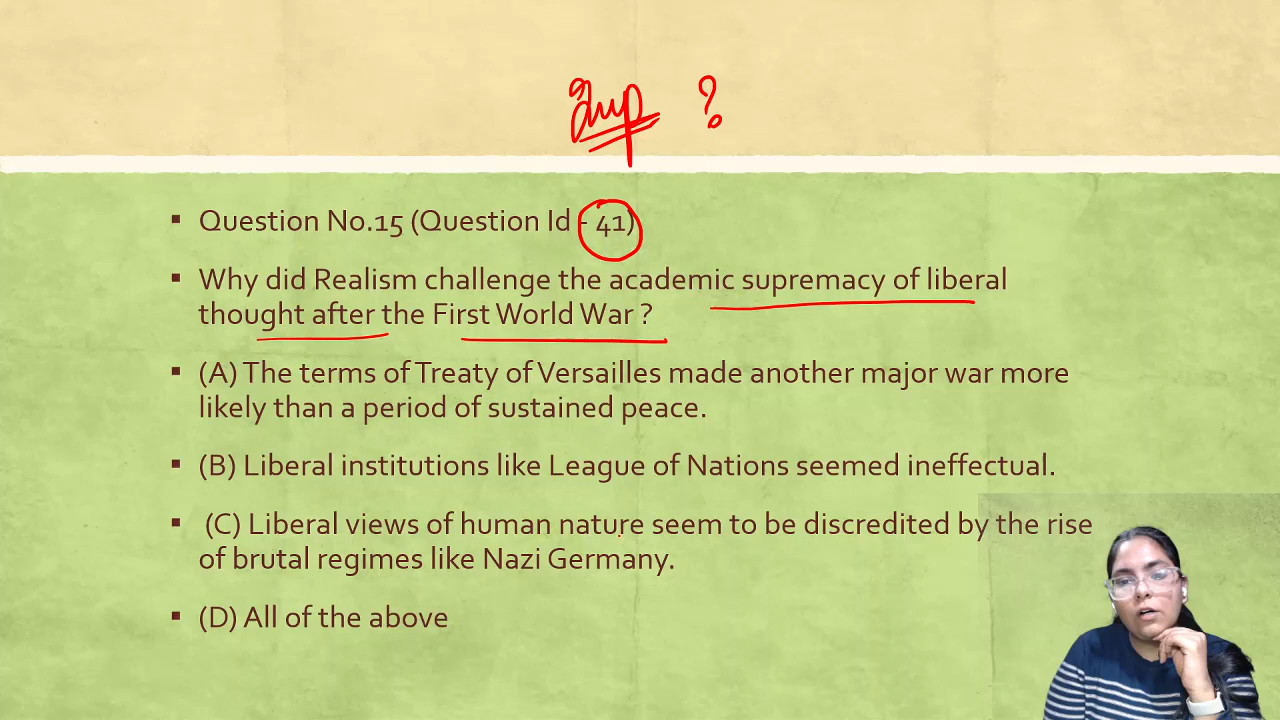 Imp ?
Question No.15 (Question Id - 41)
Why did Realism challenge the academic supremacy of liberal
thought after the First World War ?
(A) The terms of Treaty of Versailles made another major war more
likely than a period of sustained peace.
(B) Liberal institutions like League of Nations seemed ineffectual.
(C) Liberal views of human nature seem to be discredited by the rise
of brutal regimes like Nazi Germany.
(D) All of the above